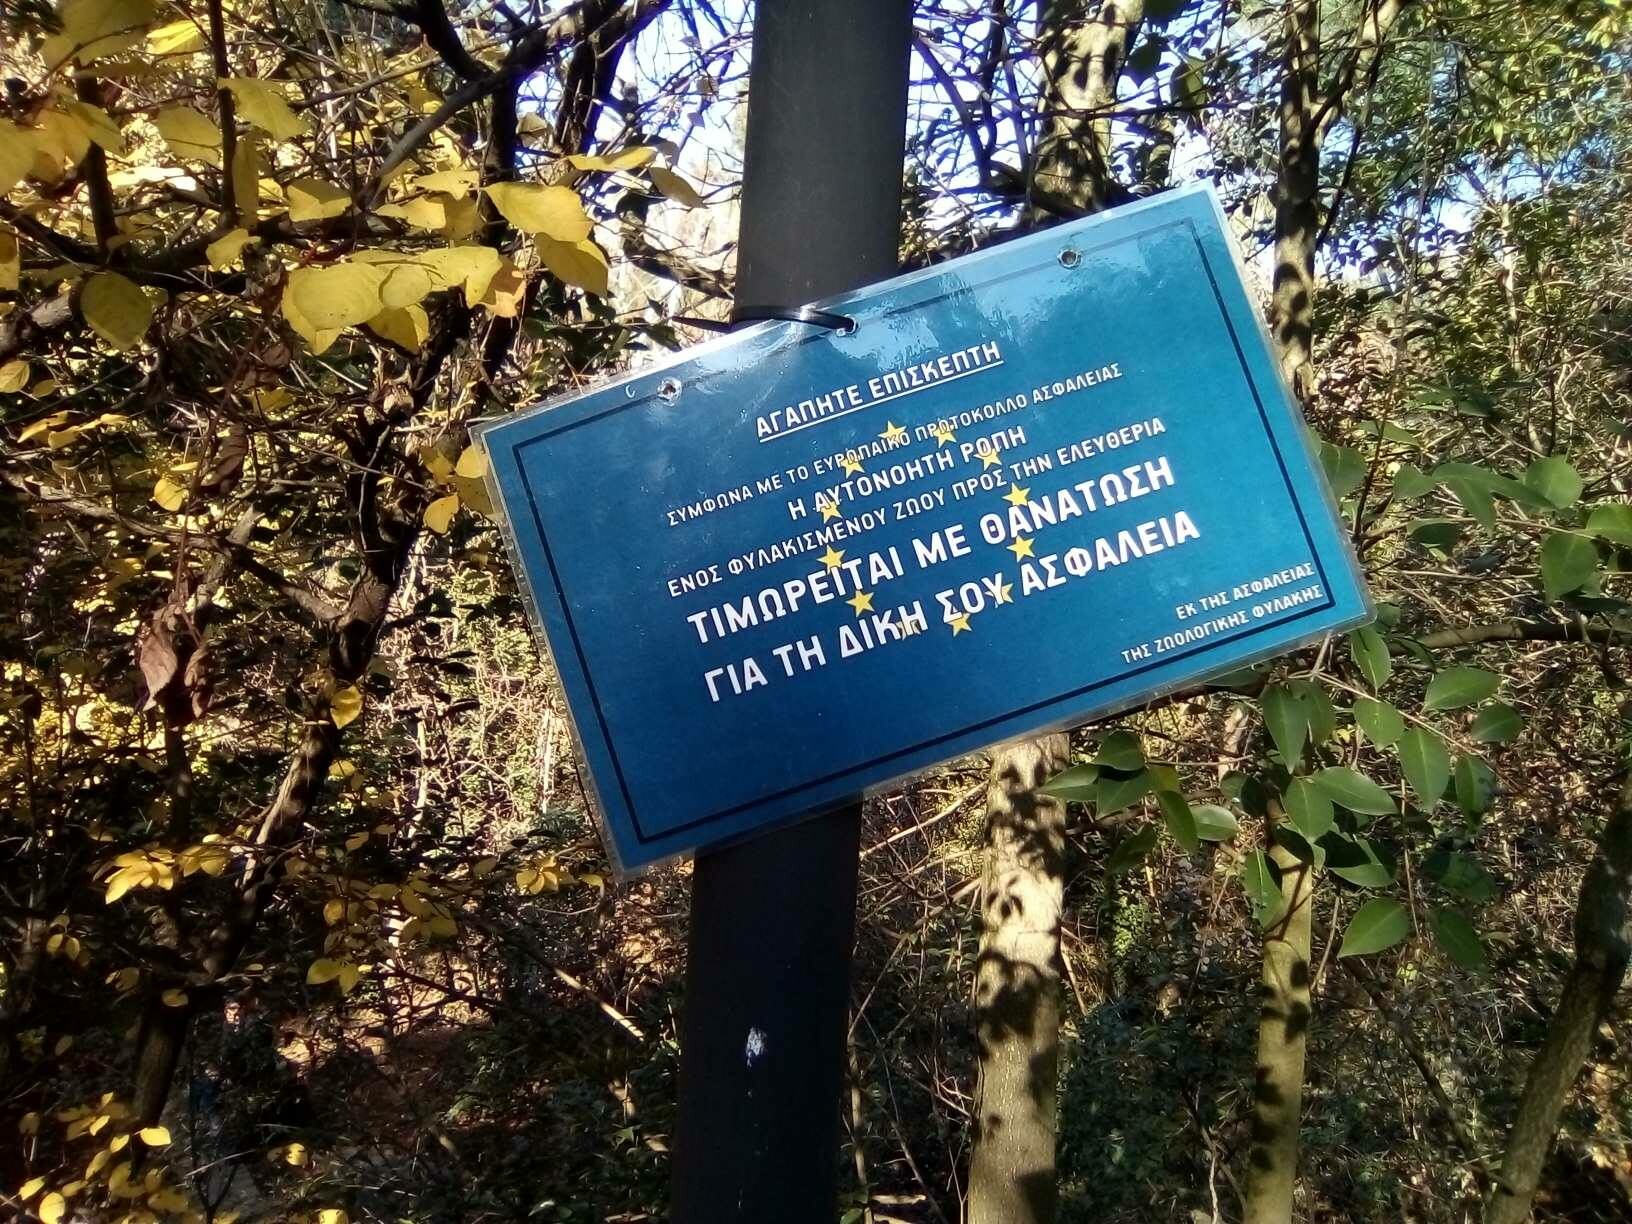 ΑΓΑΠΗΤΕ ΕΠΙΣΚΕΠΤΗ
ΣΥΜΦΩΝΑ ΜΕ ΤΟ ΕΥΡΩΠΑΙΚΟ ΠΡΩΤΟΚΟΛΛΟ ΑΣΦΑΛΕΙΑΣ
Η ΑΥΤΟΝΟΗΤΗ ΡΟΠΗ
ΕΝΟΣ ΦΥΛΑΚΙΣΜΕΝΟΥ ΖΩΟΥ ΠΡΟΣ ΤΗΝ ΕΛΕΥΘΕΡΙΑ
ΤΙΜΩΡΕΙΤΑΙ ΜΕ ΘΑΝΑΤΩΣΗ
ΓΙΑ ΤΗ ΔΙΚΗ ΣΟΥ ΑΣΦΑΛΕΙΑ
ΕΚ ΤΗΣ ΑΣΦΑΛΕΙΑΣ
ΤΗΣ ΖΩΟΛΟΓΙΚΗΣ ΦΥΛΑΚΗΣ